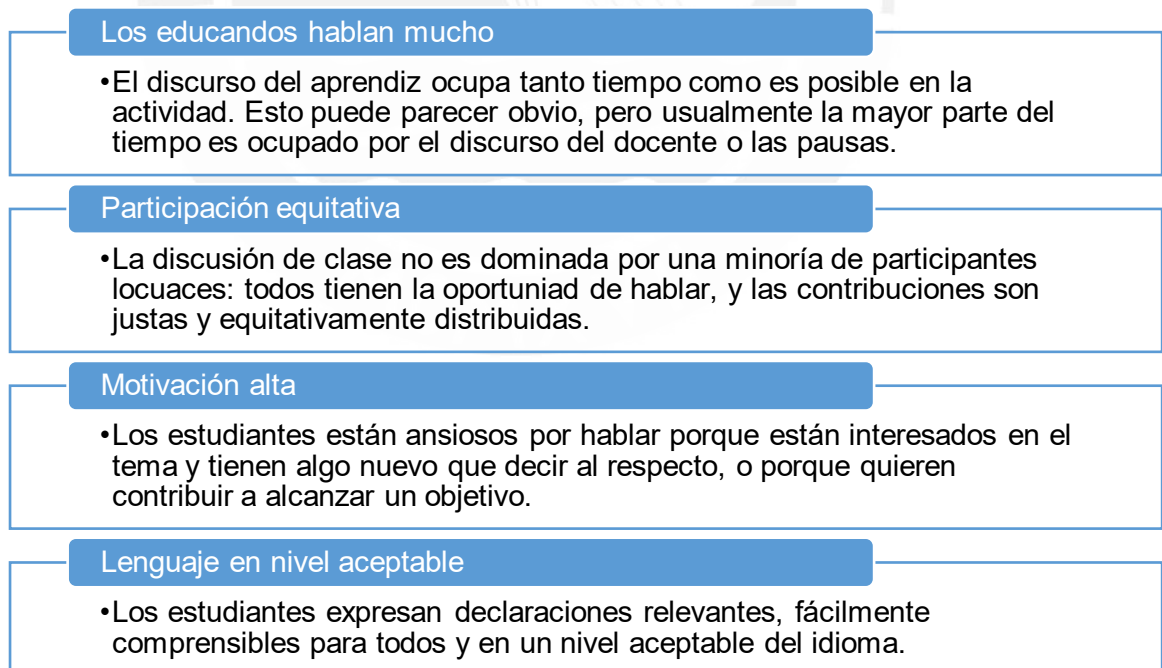 Los educandos hablan mucho
•El discurso del aprendiz ocupa tanto tiempo como es posible en la
actividad. Esto puede parecer obvio, pero usualmente la mayor parte del
tiempo es ocupado por el discurso del docente o las pausas.
Participación equitativa
•La discusión de clase no es dominada por una minoría de participantes
locuaces: todos tienen la oportuniad de hablar, y las contribuciones son
justas y equitativamente distribuidas.
Motivación alta
•Los estudiantes están ansiosos por hablar porque están interesados en el
tema y tienen algo nuevo que decir al respecto, o porque quieren
contribuir a alcanzar un objetivo.
Lenguaje en nivel aceptable
•Los estudiantes expresan declaraciones relevantes, fácilmente
comprensibles para todos y en un nivel aceptable del idioma.